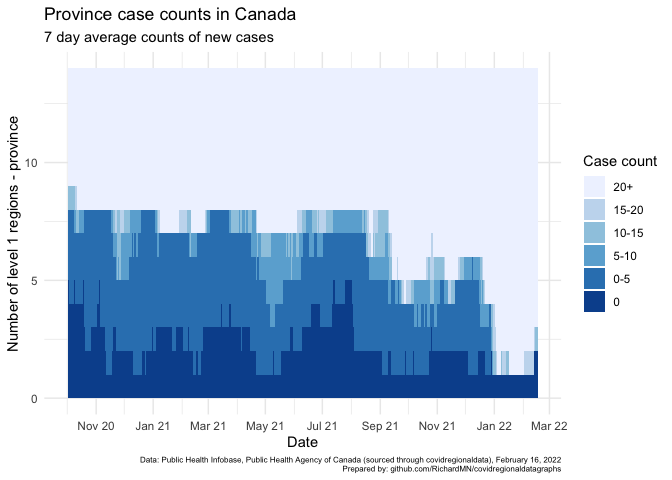 Province case counts in Canada
7 day average counts of new cases
Number of level 1 regions - province
10
5
0
Nov 20 Jan 21 Mar 21 May 21 Jul 21 Sep 21 Nov 21 Jan 22 Mar 22
Date
Case count
20+
15-20
10-15
5-10
0-5
0
Data: Public Health Infobase, Public Health Agency of Canada (sourced through covidregionaldata), February 16, 2022
Prepared by: github.com/RichardMN/covidregionaldatagraphs